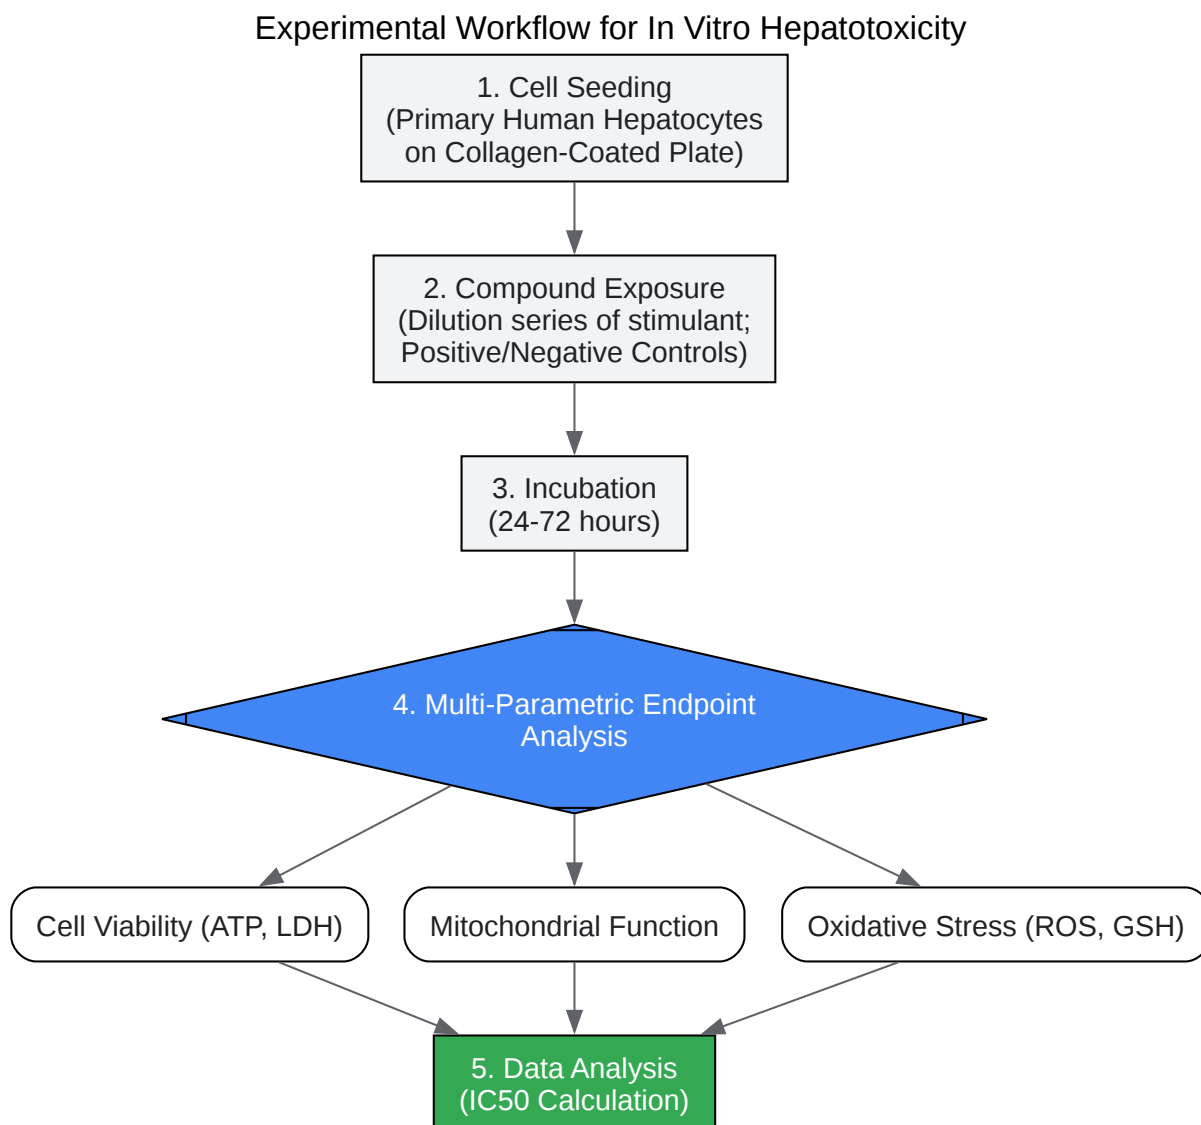 Experimental Workflow for In Vitro Hepatotoxicity
1. Cell Seeding
(Primary Human Hepatocytes
on Collagen-Coated Plate)
2. Compound Exposure
(Dilution series of stimulant;
Positive/Negative Controls)
3. Incubation
(24-72 hours)
4. Multi-Parametric Endpoint
Analysis
Cell Viability (ATP, LDH)
Mitochondrial Function
Oxidative Stress (ROS, GSH)
5. Data Analysis
(IC50 Calculation)